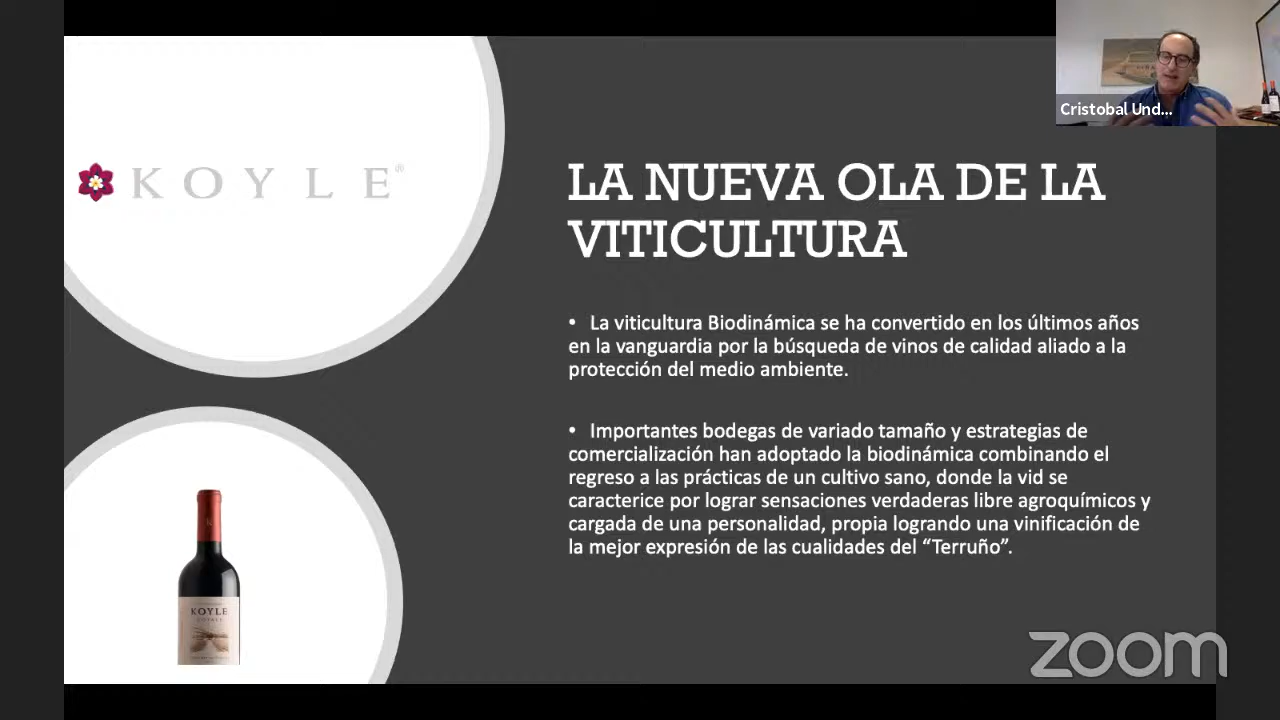 KOYLE®
LA NUEVA OLA DE LA
VITICULTURA
• La viticultura Biodinámica se ha convertido en los últimos años
en la vanguardia por la búsqueda de vinos de calidad aliado a la
protección del medio ambiente.
• Importantes bodegas de variado tamaño y estrategias de
comercialización han adoptado la biodinámica combinando el
regreso a las prácticas de un cultivo sano, donde la vid se
caracterice por lograr sensaciones verdaderas libre agroquímicos y
cargada de una personalidad, propia logrando una vinificación de
la mejor expresión de las cualidades del “Terruño”.
KOYLE
Cristobal Und...
zoom